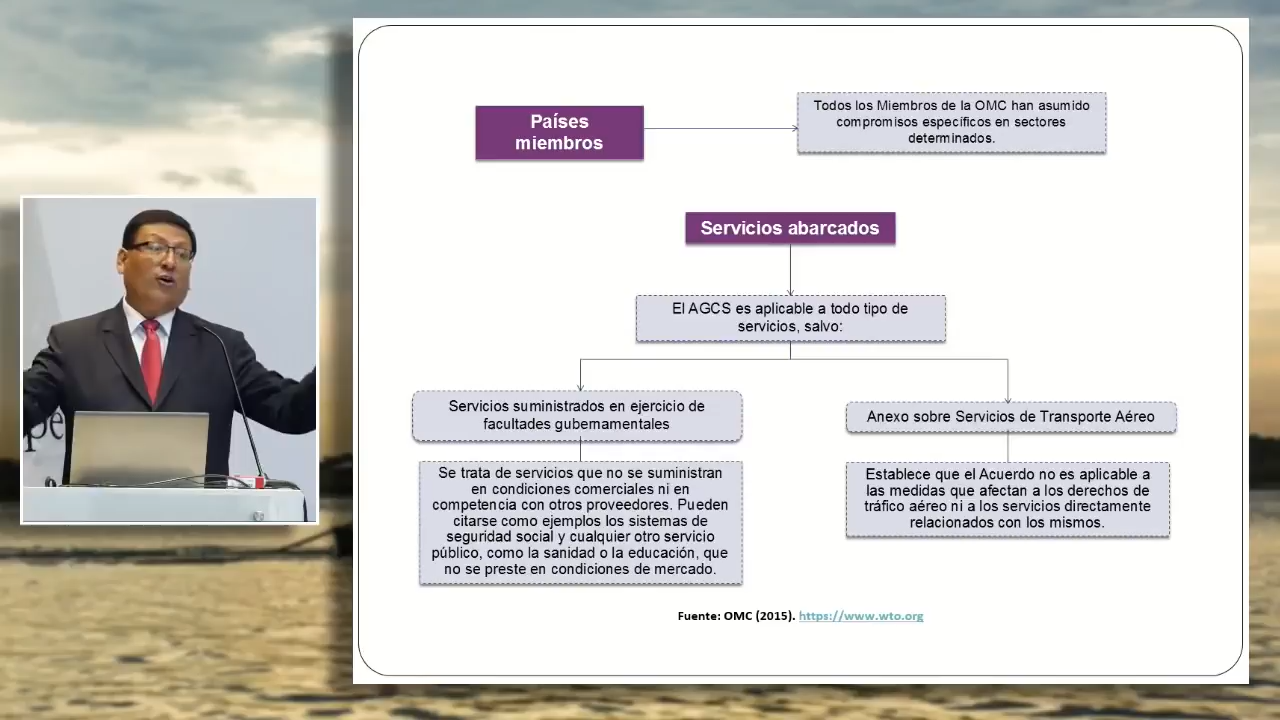 Países
miembros
Todos los Miembros de la OMC han asumido
compromisos específicos en sectores
determinados.
Servicios abarcados
El AGCS es aplicable a todo tipo de
servicios, salvo:
Servicios suministrados en ejercicio de
facultades gubernamentales
Anexo sobre Servicios de Transporte Aéreo
Se trata de servicios que no se suministran
en condiciones comerciales ni en
competencia con otros proveedores. Pueden
citarse como ejemplos los sistemas de
seguridad social y cualquier otro servicio
público, como la sanidad o la educación, que
no se preste en condiciones de mercado.
Establece que el Acuerdo no es aplicable a
las medidas que afectan a los derechos de
tráfico aéreo ni a los servicios directamente
relacionados con los mismos.
Fuente: OMC (2015). https://www.wto.org